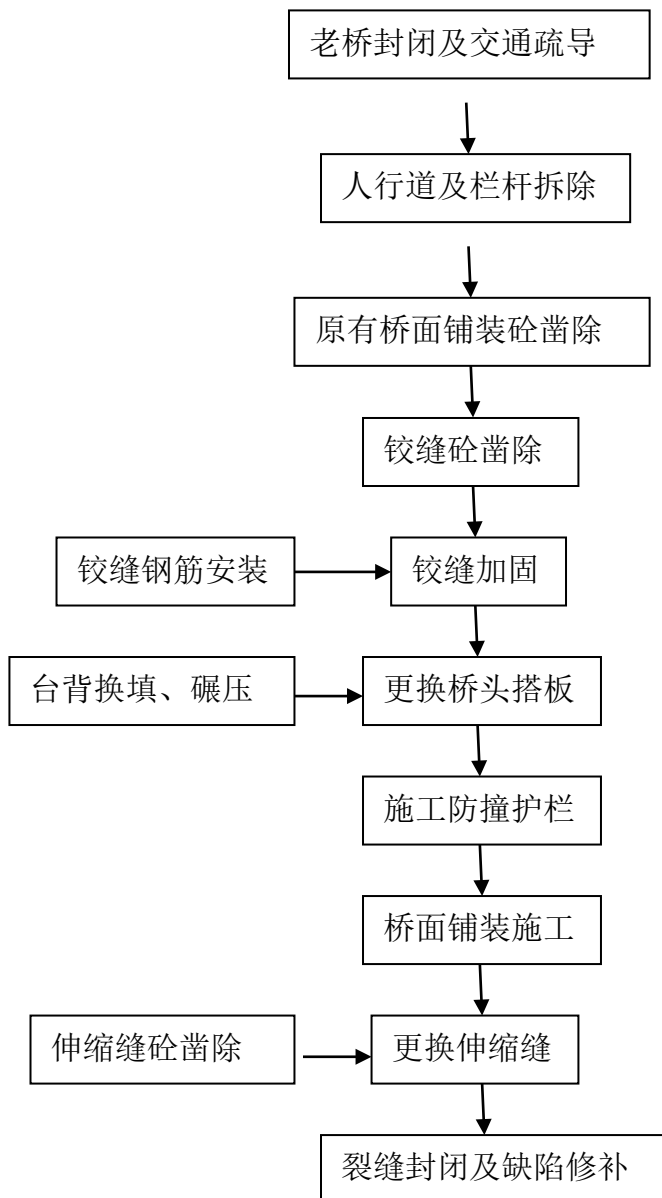 老桥封闭及交通疏导
人行道及栏杆拆除
原有桥面铺装砼凿除
铰缝砼凿除
铰缝钢筋安装
铰缝加固
台背换填、碾压
更换桥头搭板
施工防撞护栏
桥面铺装施工
伸缩缝砼凿除
更换伸缩缝
裂缝封闭及缺陷修补